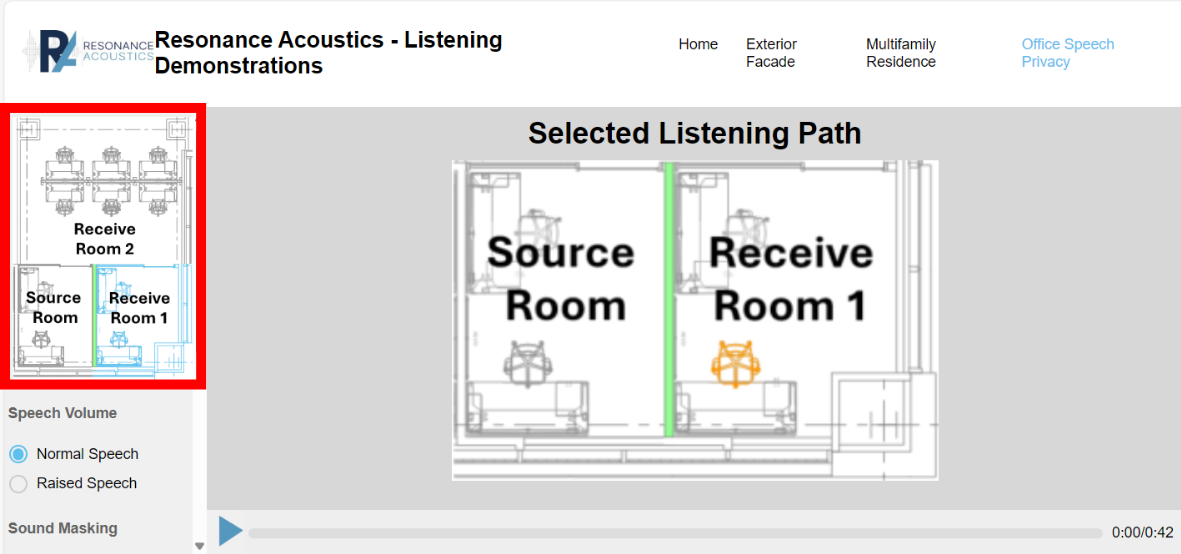 RESONANCE
ACOUSTICS
Resonance Acoustics - Listening
Demonstrations
Home
Exterior
Facade
Multifamily
Residence
Office Speech
Privacy
Receive
Room 2
Source
Room
Receive
Room 1
Speech Volume
Normal Speech
Raised Speech
Sound Masking
Selected Listening Path
Source
Room
Receive
Room 1
0:00/0:42